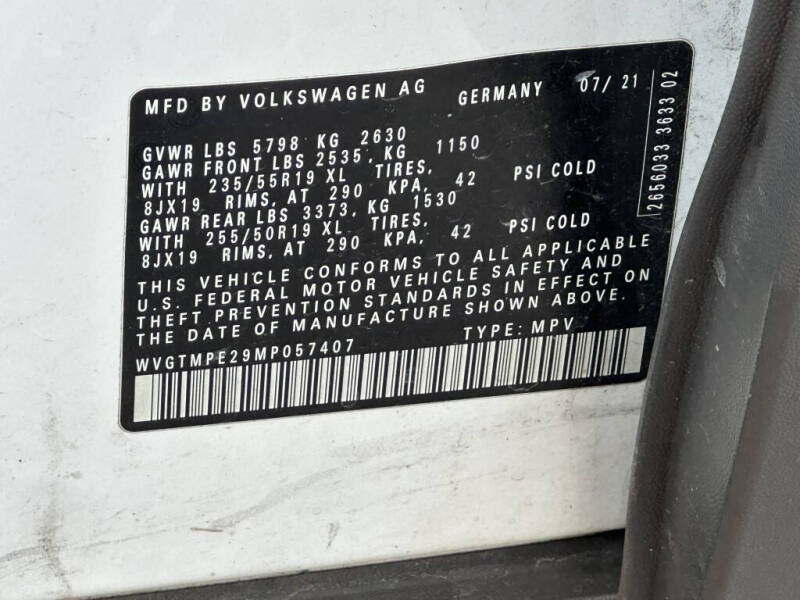 MFD BY VOLKSWAGEN AG GERMANY 07/ 21
GVWR LBS 5798 KG 2630
GAWR FRONT LBS 2535, KG 1150
WITH 235/55R19 XL TIRES,
8JX19 RIMS, AT 290 KPA, 42 PSI COLD
GAWR REAR LBS 3373, KG 1530
WITH 255/50R19 XL TIRES,
8JX19 RIMS, AT 290 KPA, 42 PSI COLD
THIS VEHICLE CONFORMS TO ALL APPLICABLE
U.S. FEDERAL MOTOR VEHICLE SAFETY AND
THEFT PREVENTION STANDARDS IN EFFECT ON
THE DATE OF MANUFACTURE SHOWN ABOVE.
WVGTMPE29MP057407 TYPE: MPV
2656033 3633 02